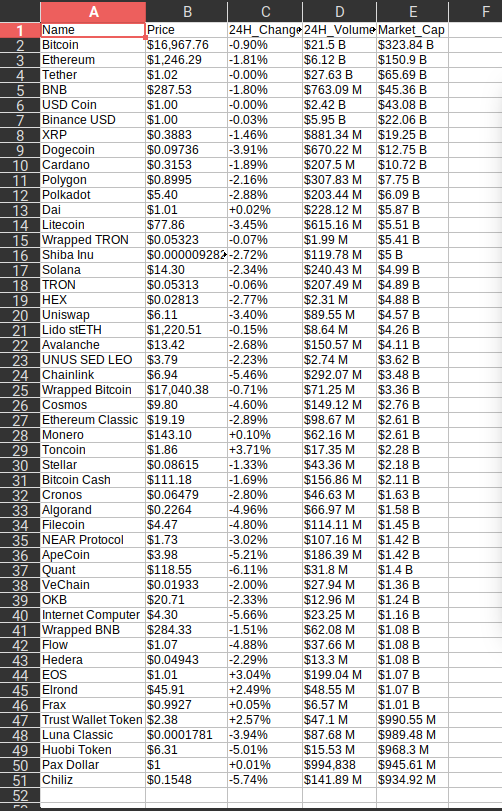 A B C D E F
1 Name Price 24H_Change 24H_Volume Market_Cap
2 Bitcoin $16,967.76 -0.90% $21.5 B $323.84 B
3 Ethereum $1,246.29 -1.81% $6.12 B $150.9 B
4 Tether $1.02 -0.00% $27.63 B $65.69 B
5 BNB $287.53 -1.80% $763.09 M $45.36 B
6 USD Coin $1.00 -0.00% $2.42 B $43.08 B
7 Binance USD $1.00 -0.03% $5.95 B $22.06 B
8 XRP $0.3883 -1.46% $881.34 M $19.25 B
9 Dogecoin $0.09736 -3.91% $670.22 M $12.75 B
10 Cardano $0.3153 -1.89% $207.5 M $10.72 B
11 Polygon $0.8995 -2.16% $307.83 M $7.75 B
12 Polkadot $5.40 -2.88% $203.44 M $6.09 B
13 Dai $1.01 +0.02% $228.12 M $5.87 B
14 Litecoin $77.86 -3.45% $615.16 M $5.51 B
15 Wrapped TRON $0.05323 -0.07% $1.99 M $5.41 B
16 Shiba Inu $0.000009282 -2.72% $119.78 M $5 B
17 Solana $14.30 -2.34% $240.43 M $4.99 B
18 TRON $0.05313 -0.06% $207.49 M $4.89 B
19 HEX $0.02813 -2.77% $2.31 M $4.88 B
20 Uniswap $6.11 -3.40% $89.55 M $4.57 B
21 Lido stETH $1,220.51 -0.15% $8.64 M $4.26 B
22 Avalanche $13.42 -2.68% $150.57 M $4.11 B
23 UNUS SED LEO $3.79 -2.23% $2.74 M $3.62 B
24 Chainlink $6.94 -5.46% $292.07 M $3.48 B
25 Wrapped Bitcoin $17,040.38 -0.71% $71.25 M $3.36 B
26 Cosmos $9.80 -4.60% $149.12 M $2.76 B
27 Ethereum Classic $19.19 -2.89% $98.67 M $2.61 B
28 Monero $143.10 +0.10% $62.16 M $2.61 B
29 Toncoin $1.86 +3.71% $17.35 M $2.28 B
30 Stellar $0.08615 -1.33% $43.36 M $2.18 B
31 Bitcoin Cash $111.18 -1.69% $156.86 M $2.11 B
32 Cronos $0.06479 -2.80% $46.63 M $1.63 B
33 Algorand $0.2264 -4.96% $66.97 M $1.58 B
34 Filecoin $4.47 -4.80% $114.11 M $1.45 B
35 NEAR Protocol $1.73 -3.02% $107.16 M $1.42 B
36 ApeCoin $3.98 -5.21% $186.39 M $1.42 B
37 Quant $118.55 -6.11% $31.8 M $1.4 B
38 VeChain $0.01933 -2.00% $27.94 M $1.36 B
39 OKB $20.71 -2.33% $12.96 M $1.24 B
40 Internet Computer $4.30 -5.66% $23.25 M $1.16 B
41 Wrapped BNB $284.33 -1.51% $62.08 M $1.08 B
42 Flow $1.07 -4.88% $37.66 M $1.08 B
43 Hedera $0.04943 -2.29% $13.3 M $1.08 B
44 EOS $1.01 +3.04% $199.04 M $1.07 B
45 Elrond $45.91 +2.49% $48.55 M $1.07 B
46 Frax $0.9927 +0.05% $6.57 M $1.01 B
47 Trust Wallet Token $2.38 +2.57% $47.1 M $990.55 M
48 Luna Classic $0.0001781 -3.94% $87.68 M $989.48 M
49 Huobi Token $6.31 -5.01% $15.53 M $968.3 M
50 Pax Dollar $1 +0.01% $994,838 $945.61 M
51 Chiliz $0.1548 -5.74% $141.89 M $934.92 M
52